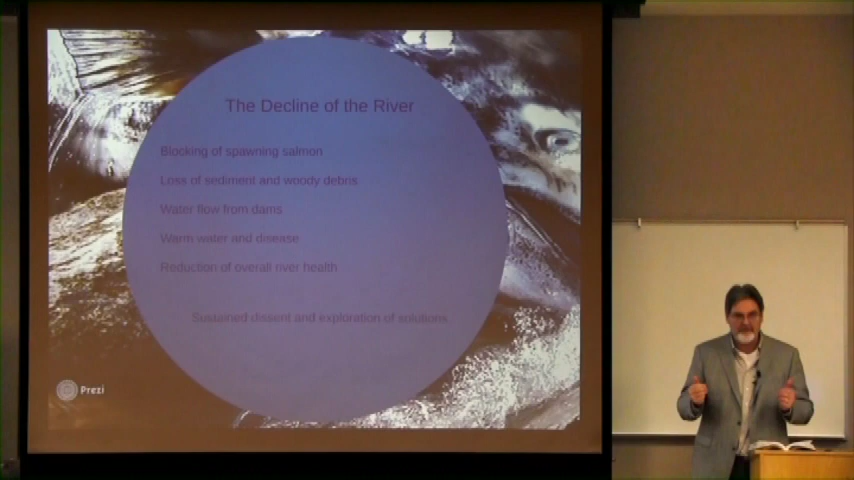 The Decline of the River
Blocking of spawning salmon
Loss of sediment and woody debris
Water flow from dams
Warm water and disease
Reduction of overall river health
Sustained dissent and exploration of solutions
Prezi